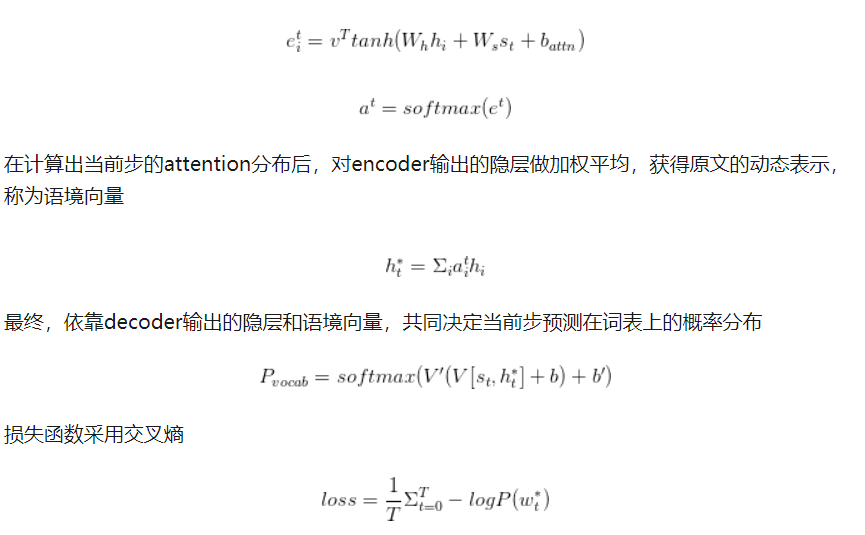 e_i^t = v^T tanh(W_h h_i + W_s s_t + b_{attn})
a^t = softmax(e^t)
在计算出当前步的attention分布后，对encoder输出的隐层做加权平均，获得原文的动态表示，
称为语境向量
h_t^* = Σ_i a_i^t h_i
最终，依靠decoder输出的隐层和语境向量，共同决定当前步预测在词表上的概率分布
P_{vocab} = softmax(V'(V[s_t, h_t^*] + b) + b')
损失函数采用交叉熵
loss = \frac{1}{T} Σ_{t=0}^T − logP(w_t^*)